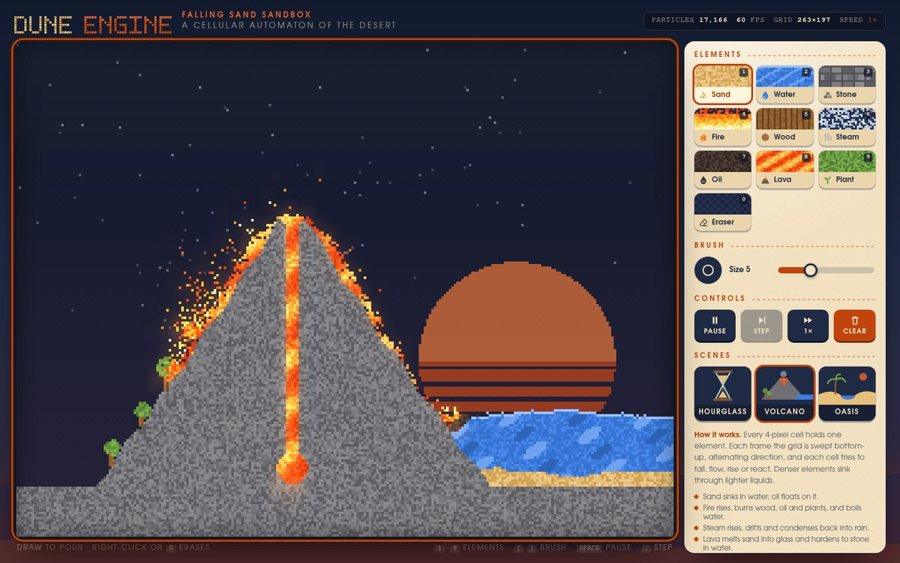 DUNE ENGINE
FALLING SAND SANDBOX
A CELLULAR AUTOMATON OF THE DESERT
PARTICLES 17,166 60 FPS GRID 263×197 SPEED 1×
ELEMENTS
1 2 3
Sand Water Stone
4 5 6
Fire Wood Steam
7 8 9
Oil Lava Plant
0
Eraser
BRUSH
Size 5
CONTROLS
PAUSE STEP 1× CLEAR
SCENES
HOURGLASS VOLCANO OASIS
How it works. Every 4-pixel cell holds one
element. Each frame the grid is swept bottom-
up, alternating direction, and each cell tries to
fall, flow, rise or react. Denser elements sink
through lighter liquids.
Sand sinks in water; oil floats on it.
Fire rises, burns wood, oil and plants, and boils
water.
Steam rises, drifts and condenses back into rain.
Lava melts sand into glass and hardens to stone
in water.
DRAW TO POUR · RIGHT-CLICK OR 0 ERASES
1–9 ELEMENTS · [ ] BRUSH · SPACE PAUSE · . STEP